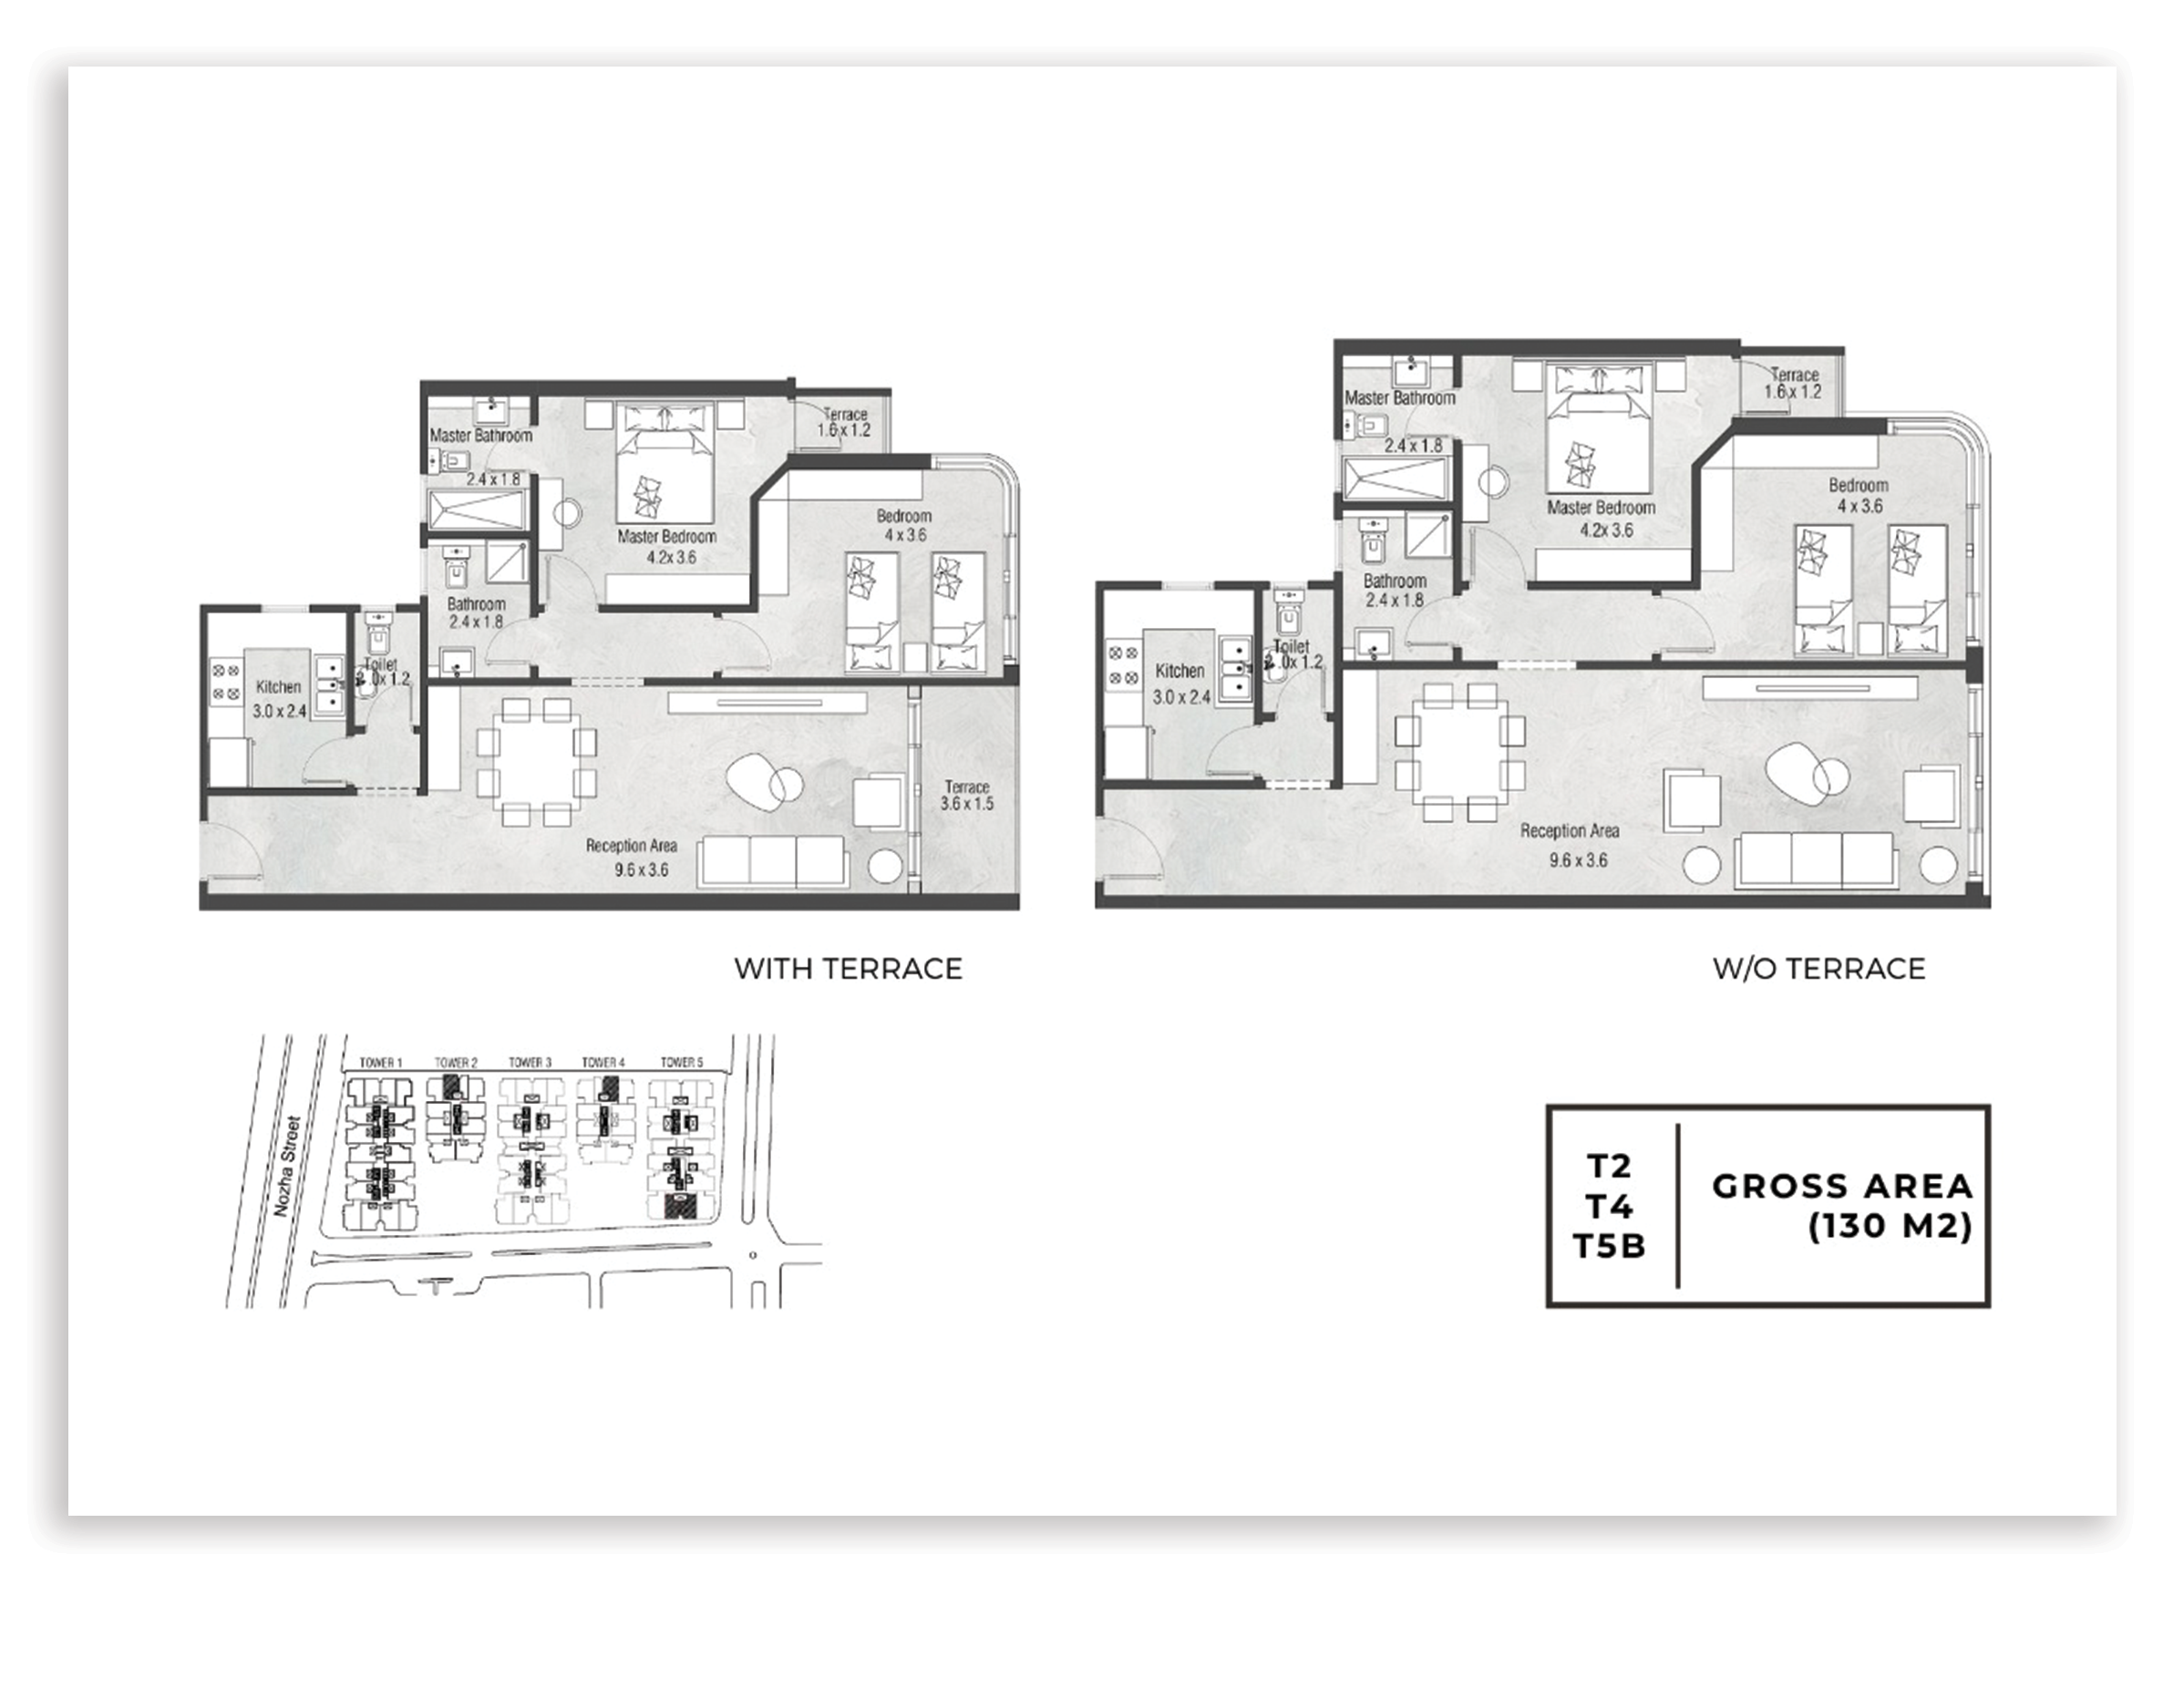 Terrace
1.6 x 1.2
Master Bathroom
2.4 x 1.8
Master Bedroom
4.2x 3.6
Bedroom
4 x 3.6
Bathroom
2.4 x 1.8
Toilet
.0x 1.2
Kitchen
3.0 x 2.4
Terrace
3.6 x 1.5
Reception Area
9.6 x 3.6
WITH TERRACE
Terrace
1.6 x 1.2
Master Bathroom
2.4 x 1.8
Master Bedroom
4.2x 3.6
Bedroom
4 x 3.6
Bathroom
2.4 x 1.8
Toilet
.0x 1.2
Kitchen
3.0 x 2.4
Reception Area
9.6 x 3.6
W/O TERRACE
TOWER 1
TOWER 2
TOWER 3
TOWER 4
TOWER 5
Nozha Street
T2
T4
T5B
GROSS AREA
(130 M2)